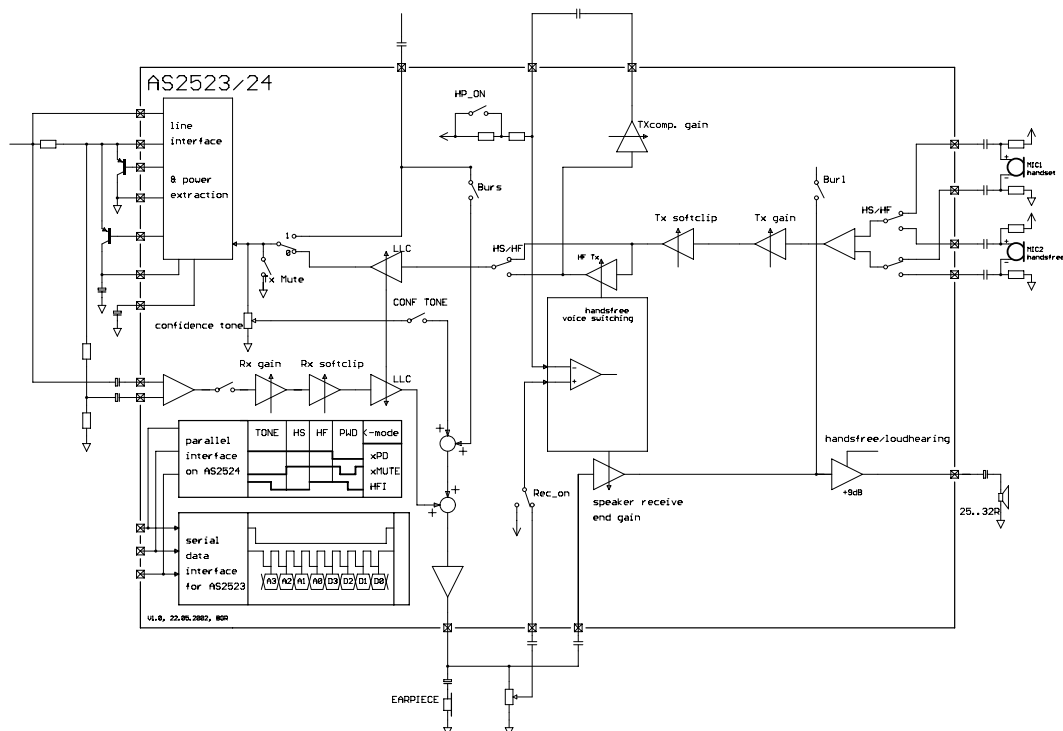 AS2523/24
line
interface
& power
extraction
HP_ON
TXcomp. gain
Burs
Burl
Tx softclip
Tx gain
HS/HF
MIC1
handset
HS/HF
MIC2
handsfree
1
0
LLC
HF Tx
Tx Mute
CONF TONE
confidence tone
handsfree
voice switching
Rx gain
Rx softclip
LLC
-
+
parallel
interface
on AS2524
TONE HS HF PWD <-mode
xPD
xMUTE
HFI
handsfree/loudhearing
Rec_on
speaker receive
end gain
+9dB
25..32R
serial
data
interface
for AS2523
A3 A2 A1 A0 D3 D2 D1 D0
V1.0, 22.05.2002, BGR
EARPIECE